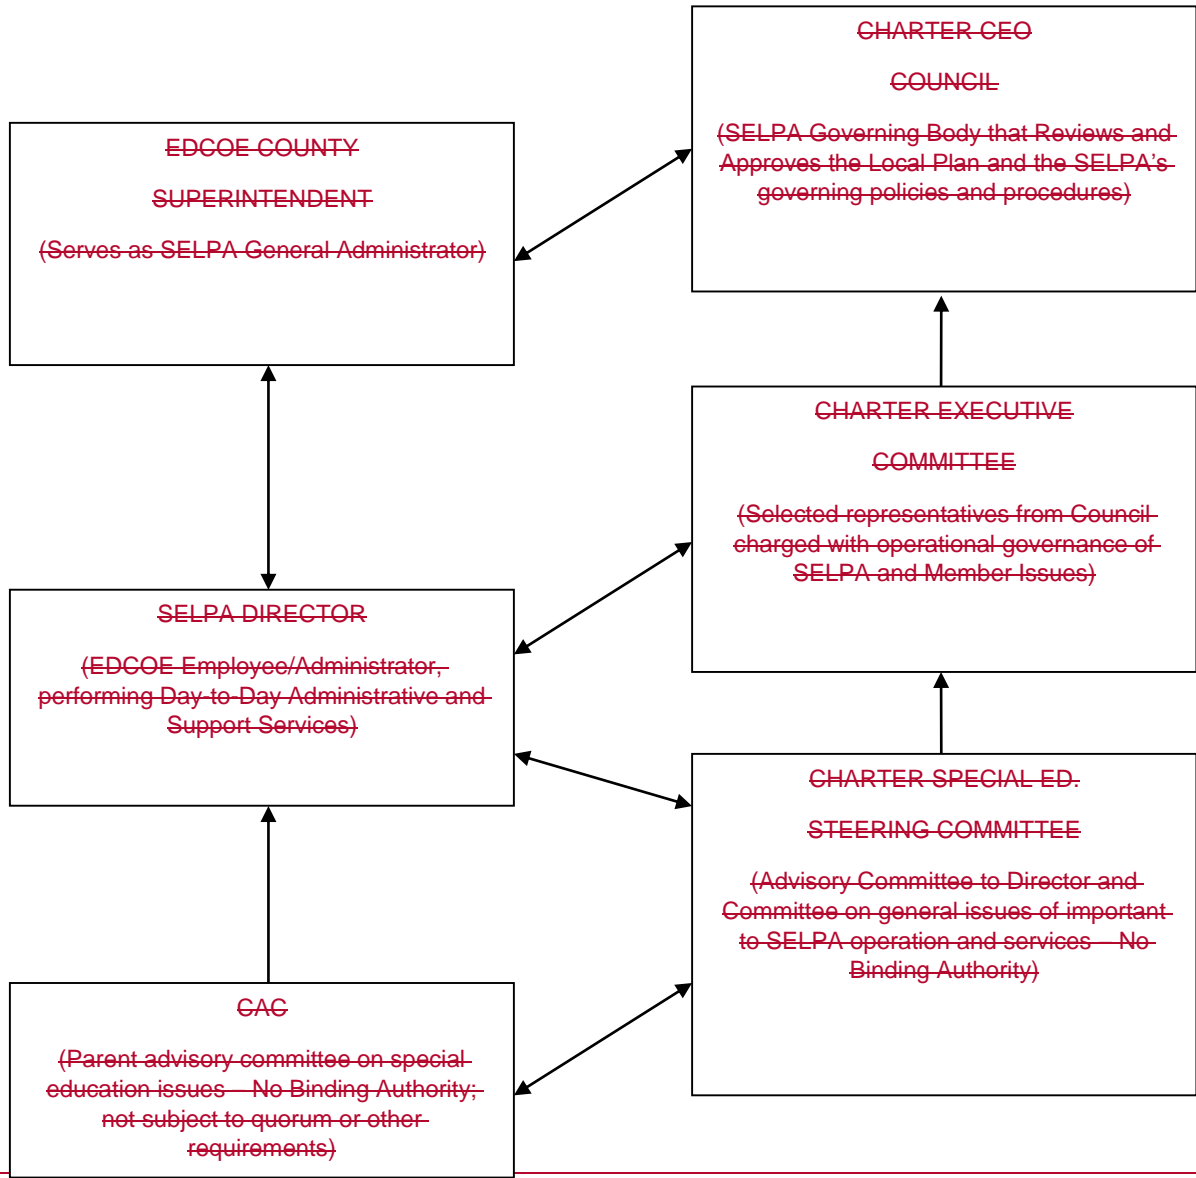 CHARTER CEO
COUNCIL
(SELPA Governing Body that Reviews and
Approves the Local Plan and the SELPA's
governing policies and procedures)
EDCOE COUNTY
SUPERINTENDENT
(Serves as SELPA General Administrator)
CHARTER EXECUTIVE
COMMITTEE
(Selected representatives from Council
charged with operational governance of
SELPA and Member Issues)
SELPA DIRECTOR
(EDCOE Employee/Administrator,
performing Day-to-Day Administrative and
Support Services)
CHARTER SPECIAL ED.
STEERING COMMITTEE
(Advisory Committee to Director and
Committee on general issues of important
to SELPA operation and services – No
Binding Authority)
CAC
(Parent advisory committee on special
education issues – No Binding Authority;
not subject to quorum or other
requirements)